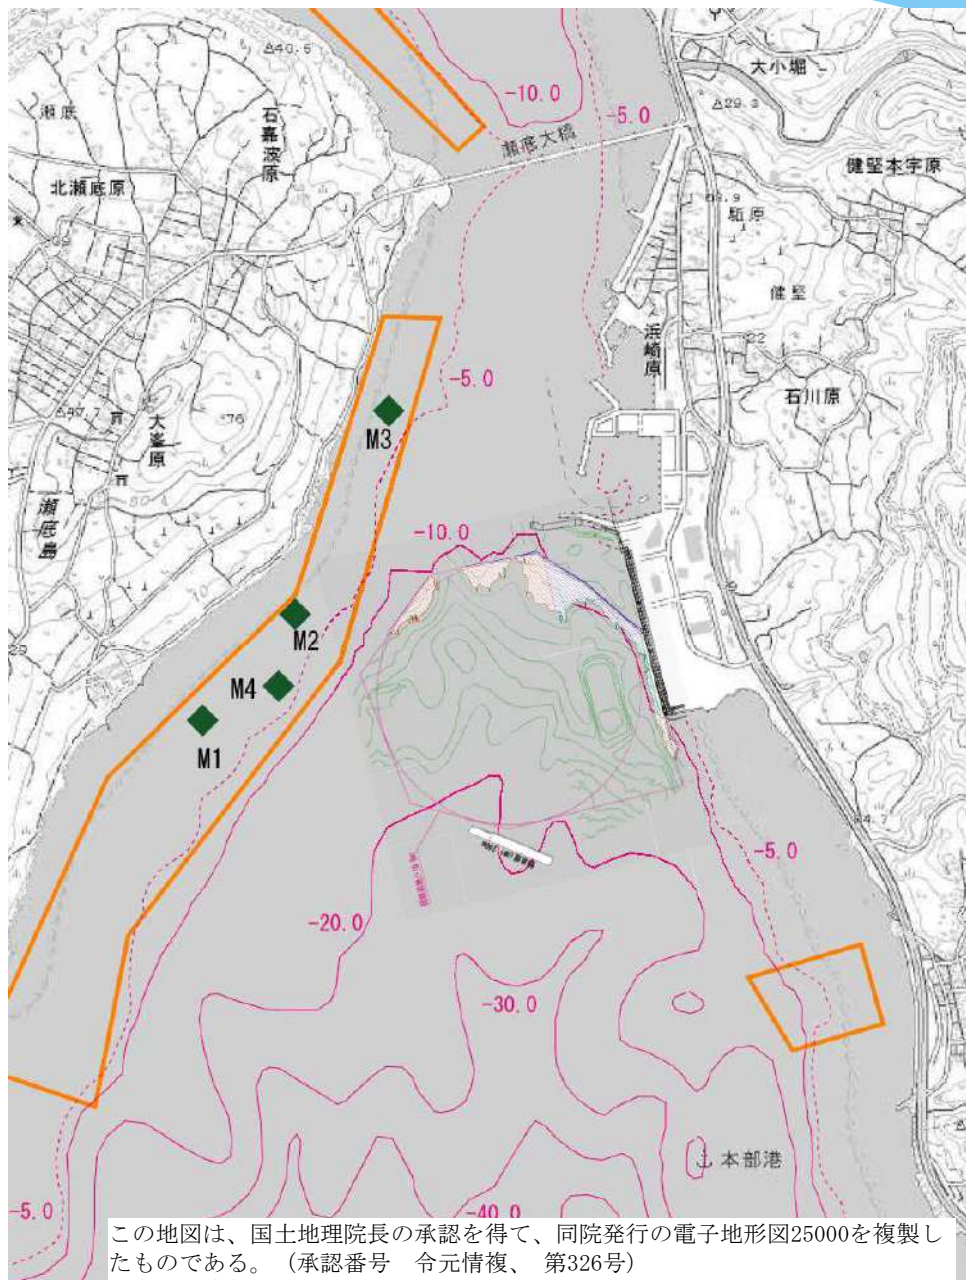 △40.5
大小堀
-10.0
△29.3
-5.0
瀬底
石嘉波原
瀬底大橋
北瀬底原
健堅本字原
健堅
浜崎原
22
-5.0
石川原
76
大峯原
M3
瀬底島
-10.0
M2
M4
M1
-5.0
-20.0
-30.0
本部港
-5.0
-40.0
この地図は、国土地理院長の承認を得て、同院発行の電子地形図25000を複製し
たものである。（承認番号　令元情複、 第326号）